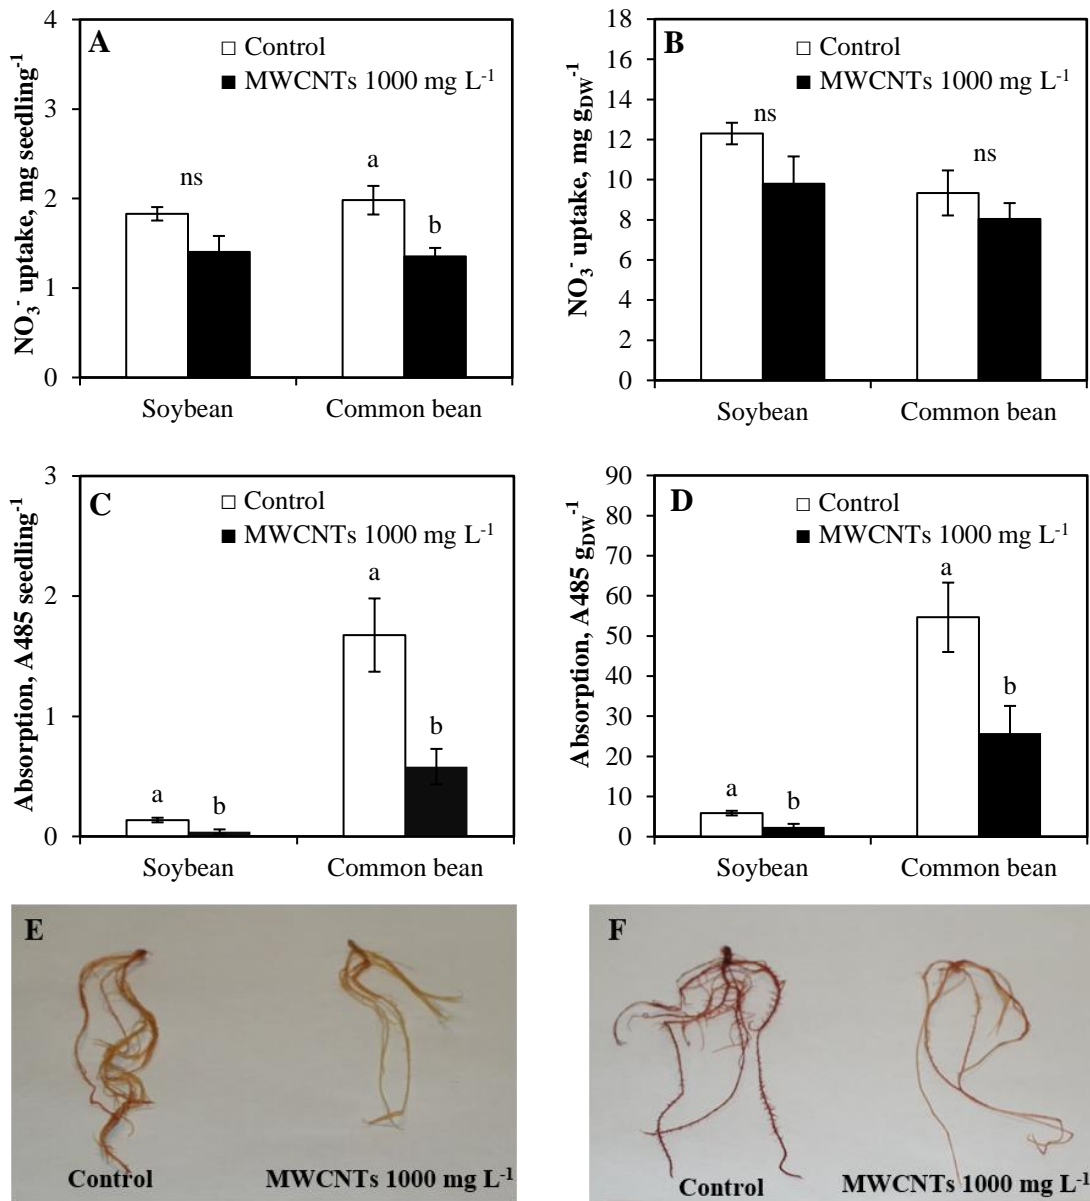 A
Control
MWCNTs 1000 mg L⁻¹
NO₃⁻ uptake, mg seedling⁻¹
4
3
2
1
0
ns
a
b
Soybean
Common bean
B
Control
MWCNTs 1000 mg L⁻¹
NO₃⁻ uptake, mg g_DW⁻¹
18
16
14
12
10
8
6
4
2
0
ns
ns
Soybean
Common bean
C
Control
MWCNTs 1000 mg L⁻¹
Absorption, A485 seedling⁻¹
3
2
1
0
a
b
a
b
Soybean
Common bean
D
Control
MWCNTs 1000 mg L⁻¹
Absorption, A485 g_DW⁻¹
90
80
70
60
50
40
30
20
10
0
a
b
a
b
Soybean
Common bean
E
Control
MWCNTs 1000 mg L⁻¹
F
Control
MWCNTs 1000 mg L⁻¹